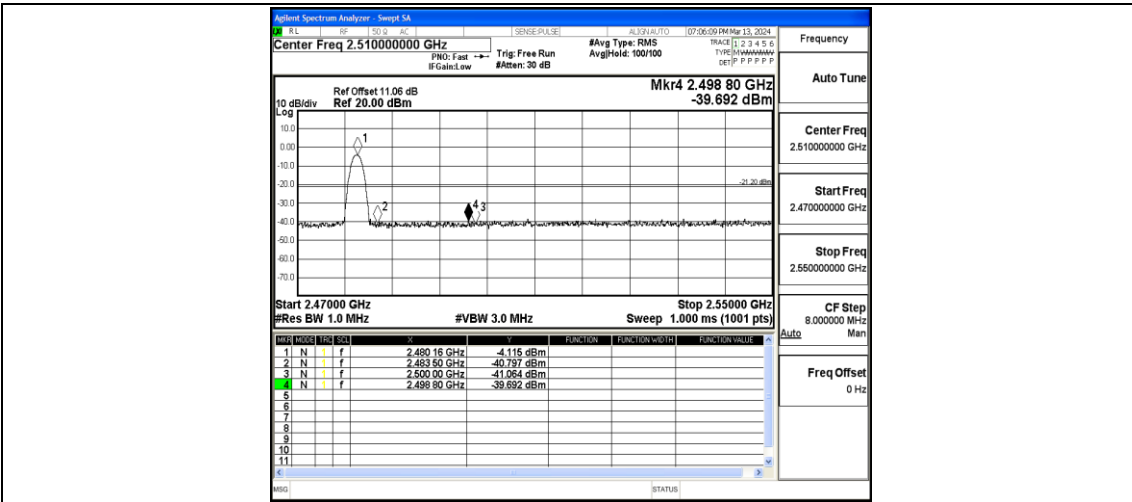 Agilent Spectrum Analyzer - Swept SA
RL RF 50 Ω AC SENSE:PULSE ALIGN AUTO 07:06:09 PM Mar 13, 2024
Center Freq 2.510000000 GHz
PNO: Fast
IFGain:Low
Trig: Free Run
#Atten: 30 dB
#Avg Type: RMS
Avg|Hold: 100/100
TRACE 1 2 3 4 5 6
TYPE MWWWWW
DET P P P P P P
Frequency
Mkr4 2.498 80 GHz
-39.692 dBm
Ref Offset 11.06 dB
10 dB/div Ref 20.00 dBm
Log
10.0
0.00
-10.0
-20.0
-30.0
-40.0
-50.0
-60.0
-70.0
1
2
4
3
-21.20 dBm
Start 2.47000 GHz Stop 2.55000 GHz
#Res BW 1.0 MHz #VBW 3.0 MHz Sweep 1.000 ms (1001 pts)
MKR MODE TRC SCL X Y FUNCTION FUNCTION WIDTH FUNCTION VALUE
1 N 1 f 2.480 16 GHz -4.115 dBm
2 N 1 f 2.483 50 GHz -40.797 dBm
3 N 1 f 2.500 00 GHz -41.064 dBm
4 N 1 f 2.498 80 GHz -39.692 dBm
5
6
7
8
9
10
11
Auto Tune
Center Freq
2.510000000 GHz
Start Freq
2.470000000 GHz
Stop Freq
2.550000000 GHz
CF Step
8.000000 MHz
Auto Man
Freq Offset
0 Hz
MSG STATUS